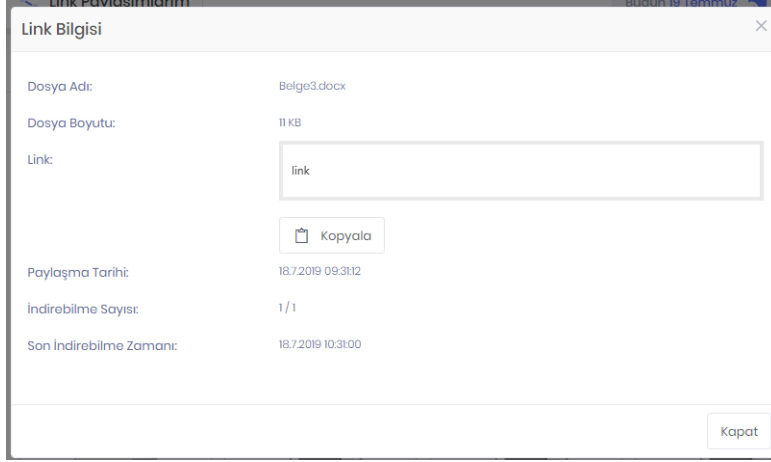 Link Paylaşımlarım
Bugün 19 Temmuz
Link Bilgisi
Dosya Adı: Belge3.docx
Dosya Boyutu: 11 KB
Link: link
Kopyala
Paylaşma Tarihi: 18.7.2019 09:31:12
İndirebilme Sayısı: 1 / 1
Son İndirebilme Zamanı: 18.7.2019 10:31:00
Kapat